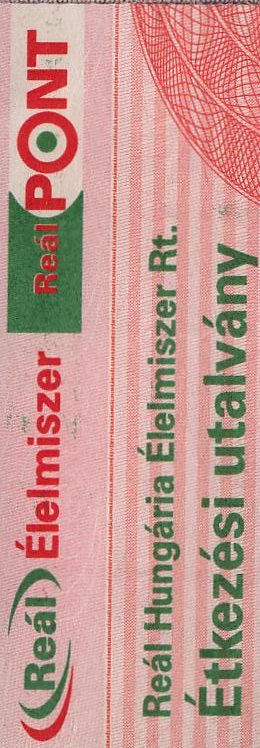 Reál Élelmiszer Reál PONT
Reál Hungária Élelmiszer Rt.
Étkezési utalvány